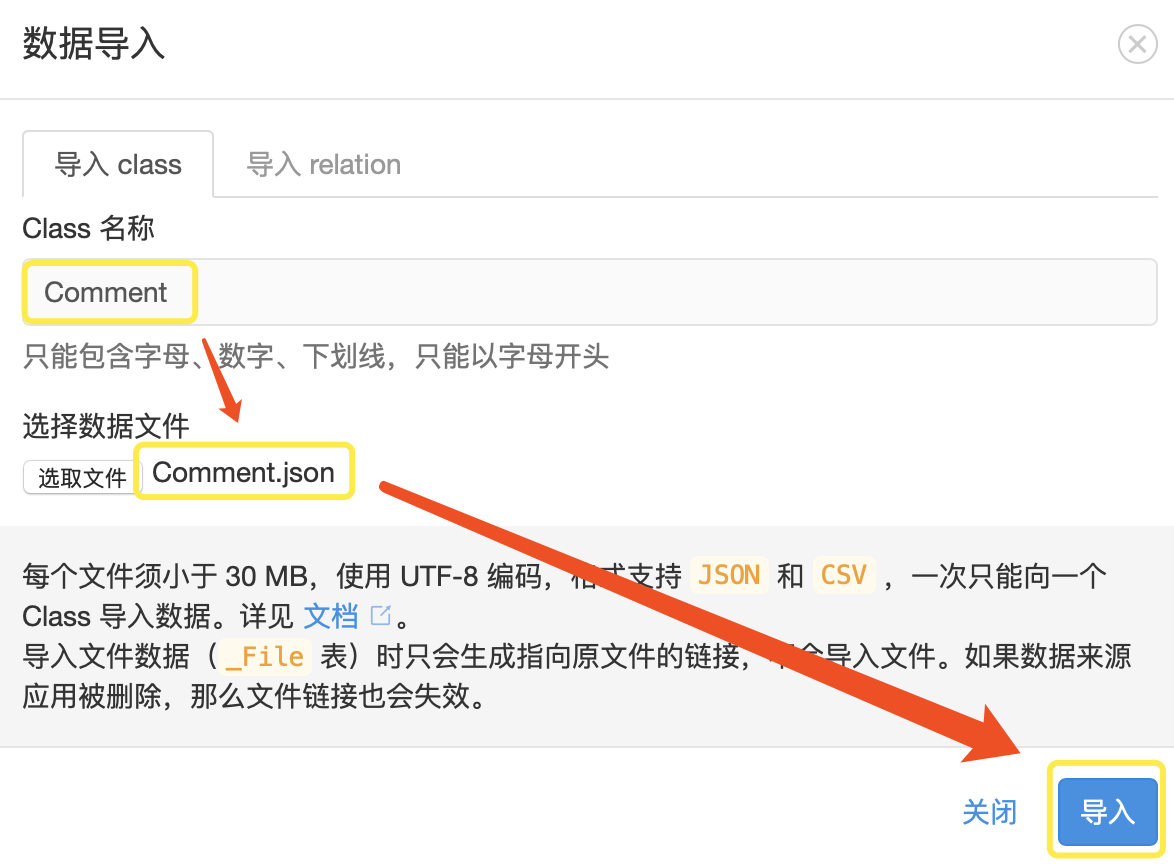 数据导入
导入 class
导入 relation
Class 名称
Comment
只能包含字母、数字、下划线，只能以字母开头
选择数据文件
选取文件 Comment.json
每个文件须小于 30 MB，使用 UTF-8 编码，格式支持 JSON 和 CSV ，一次只能向一个
Class 导入数据。详见 文档 。
导入文件数据（ _File 表）时只会生成指向原文件的链接，不会导入文件。如果数据来源
应用被删除，那么文件链接也会失效。
关闭
导入